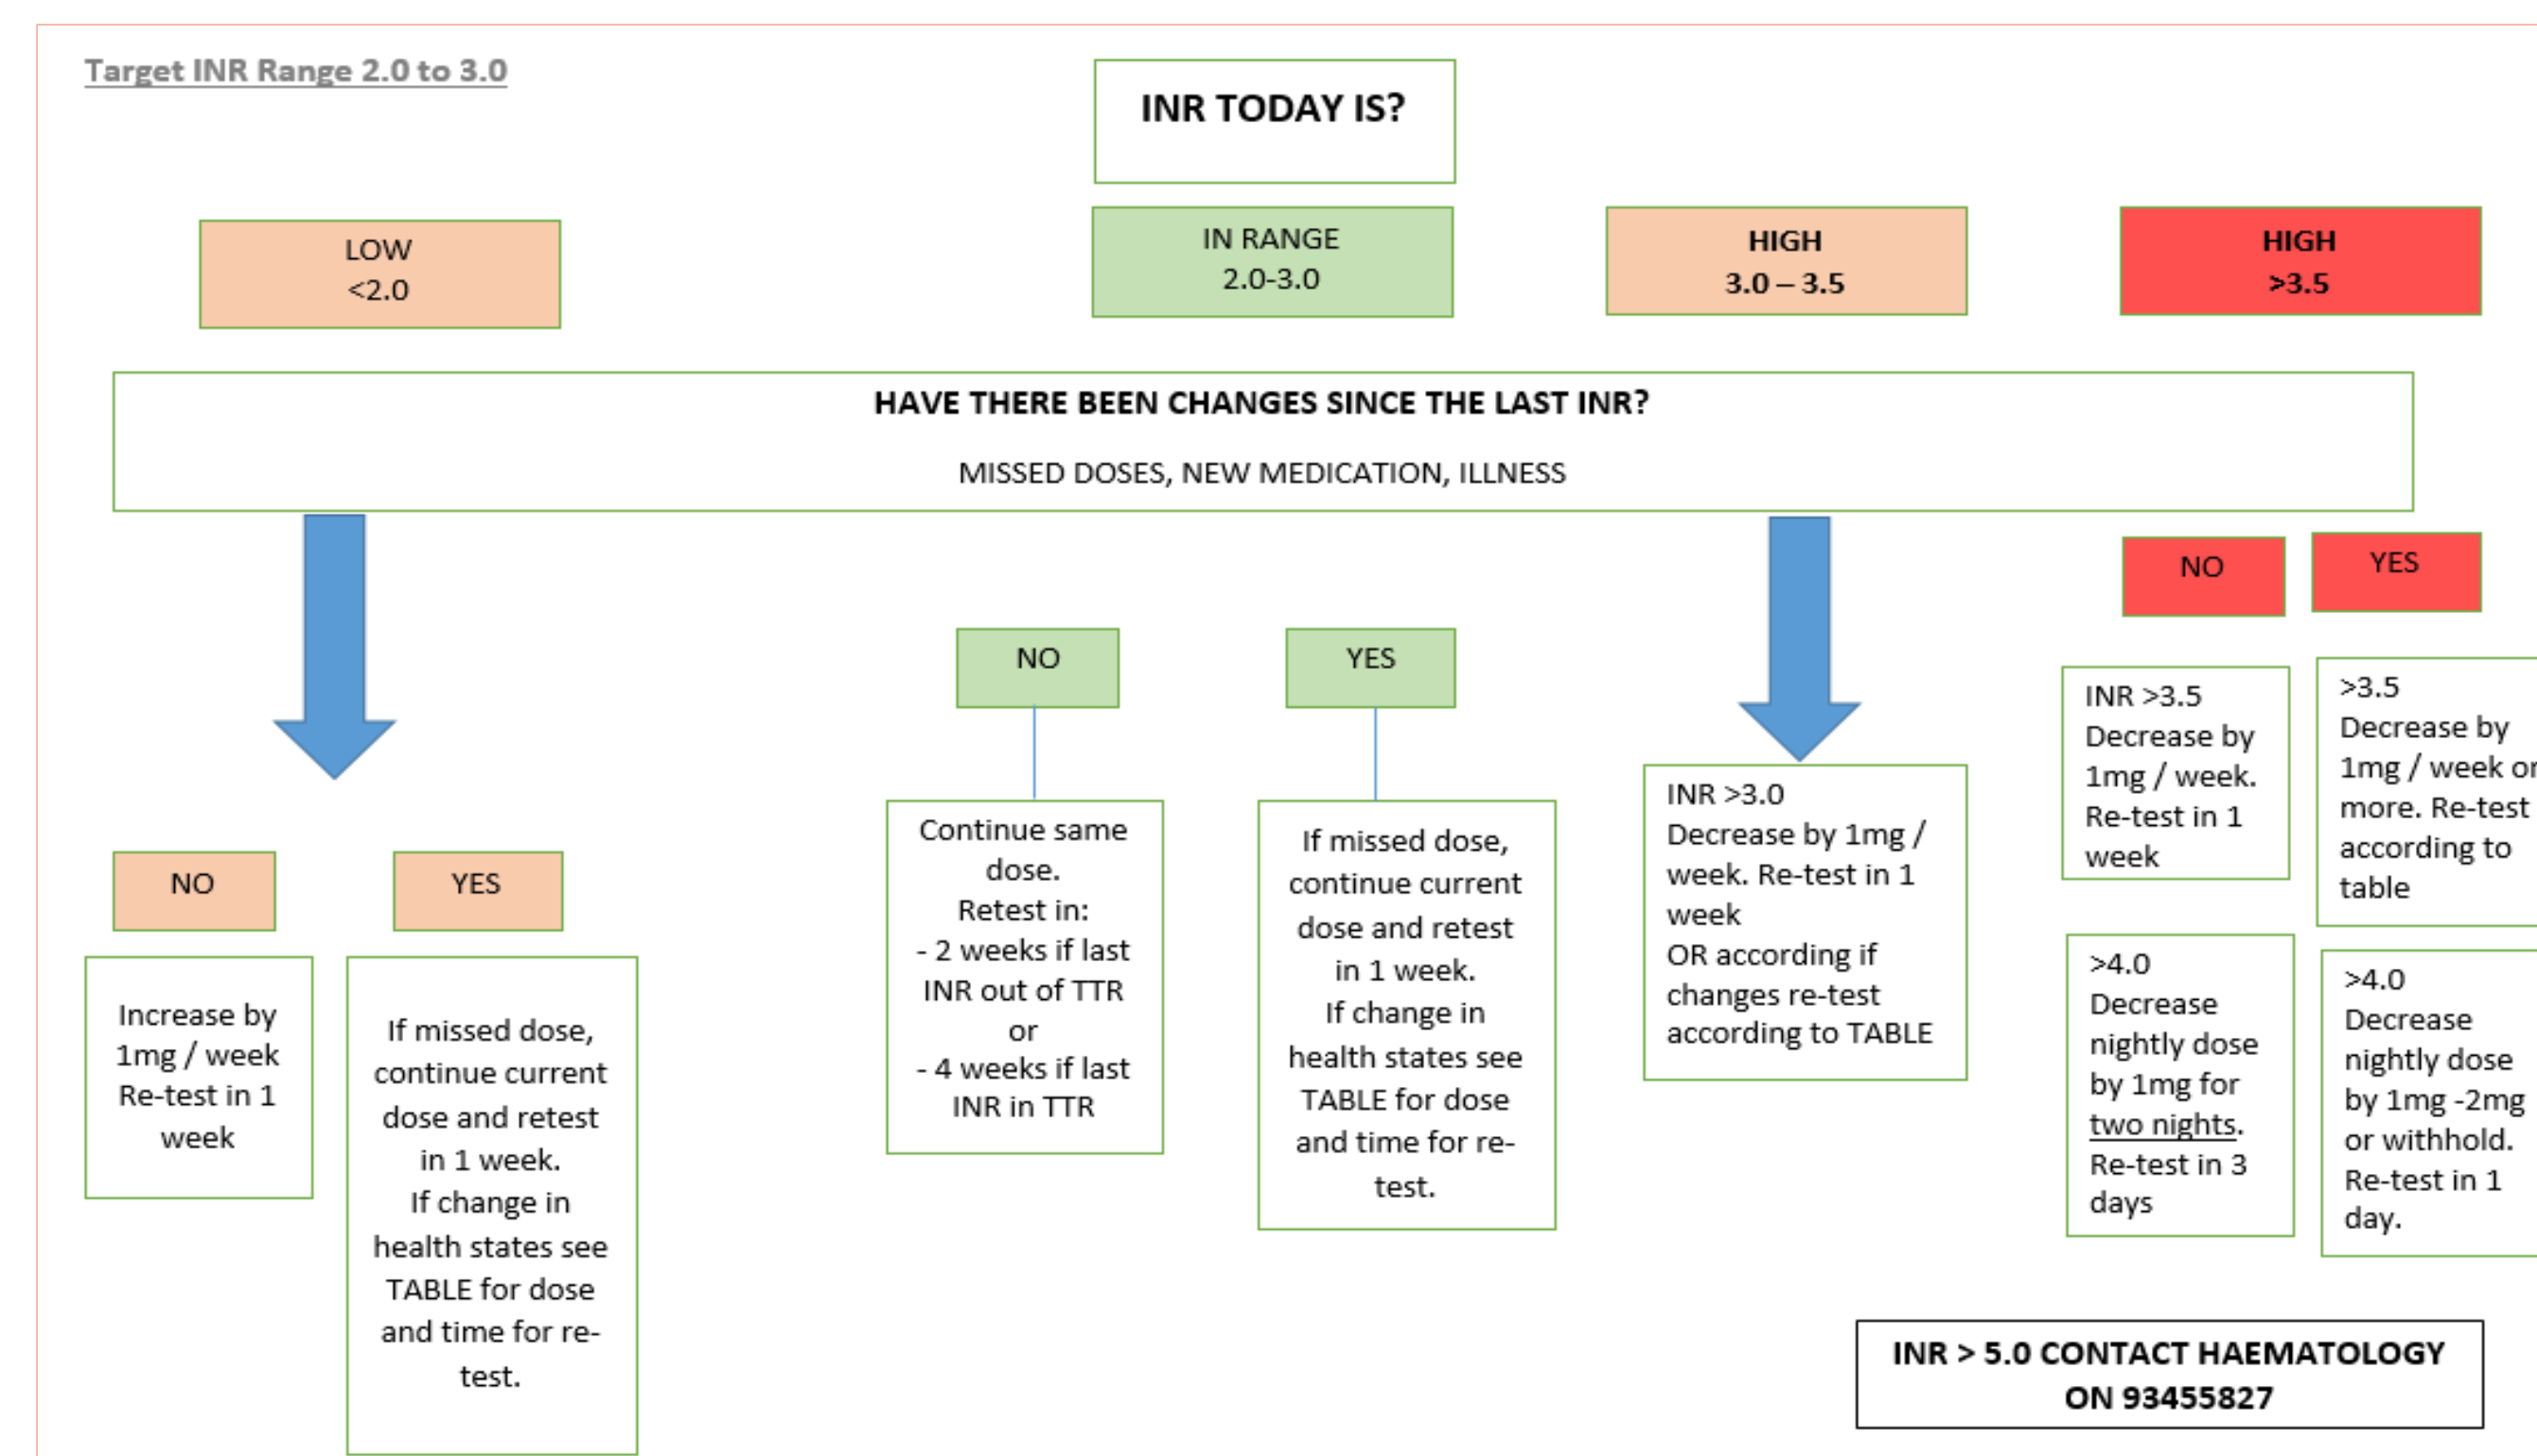 Target INR Range 2.0 to 3.0
INR TODAY IS?
LOW
<2.0
IN RANGE
2.0-3.0
HIGH
3.0 – 3.5
HIGH
>3.5
HAVE THERE BEEN CHANGES SINCE THE LAST INR?
MISSED DOSES, NEW MEDICATION, ILLNESS
NO
YES
Increase by
1mg / week
Re-test in 1
week
If missed dose,
continue current
dose and retest
in 1 week.
If change in
health states see
TABLE for dose
and time for re-
test.
NO
YES
Continue same
dose.
Retest in:
- 2 weeks if last
INR out of TTR
or
- 4 weeks if last
INR in TTR
If missed dose,
continue current
dose and retest
in 1 week.
If change in
health states see
TABLE for dose
and time for re-
test.
INR >3.0
Decrease by 1mg /
week. Re-test in 1
week
OR according if
changes re-test
according to TABLE
NO
YES
INR >3.5
Decrease by
1mg / week.
Re-test in 1
week
>3.5
Decrease by
1mg / week or
more. Re-test
according to
table
>4.0
Decrease
nightly dose
by 1mg for
two nights.
Re-test in 3
days
>4.0
Decrease
nightly dose
by 1mg -2mg
or withhold.
Re-test in 1
day.
INR > 5.0 CONTACT HAEMATOLOGY
ON 93455827